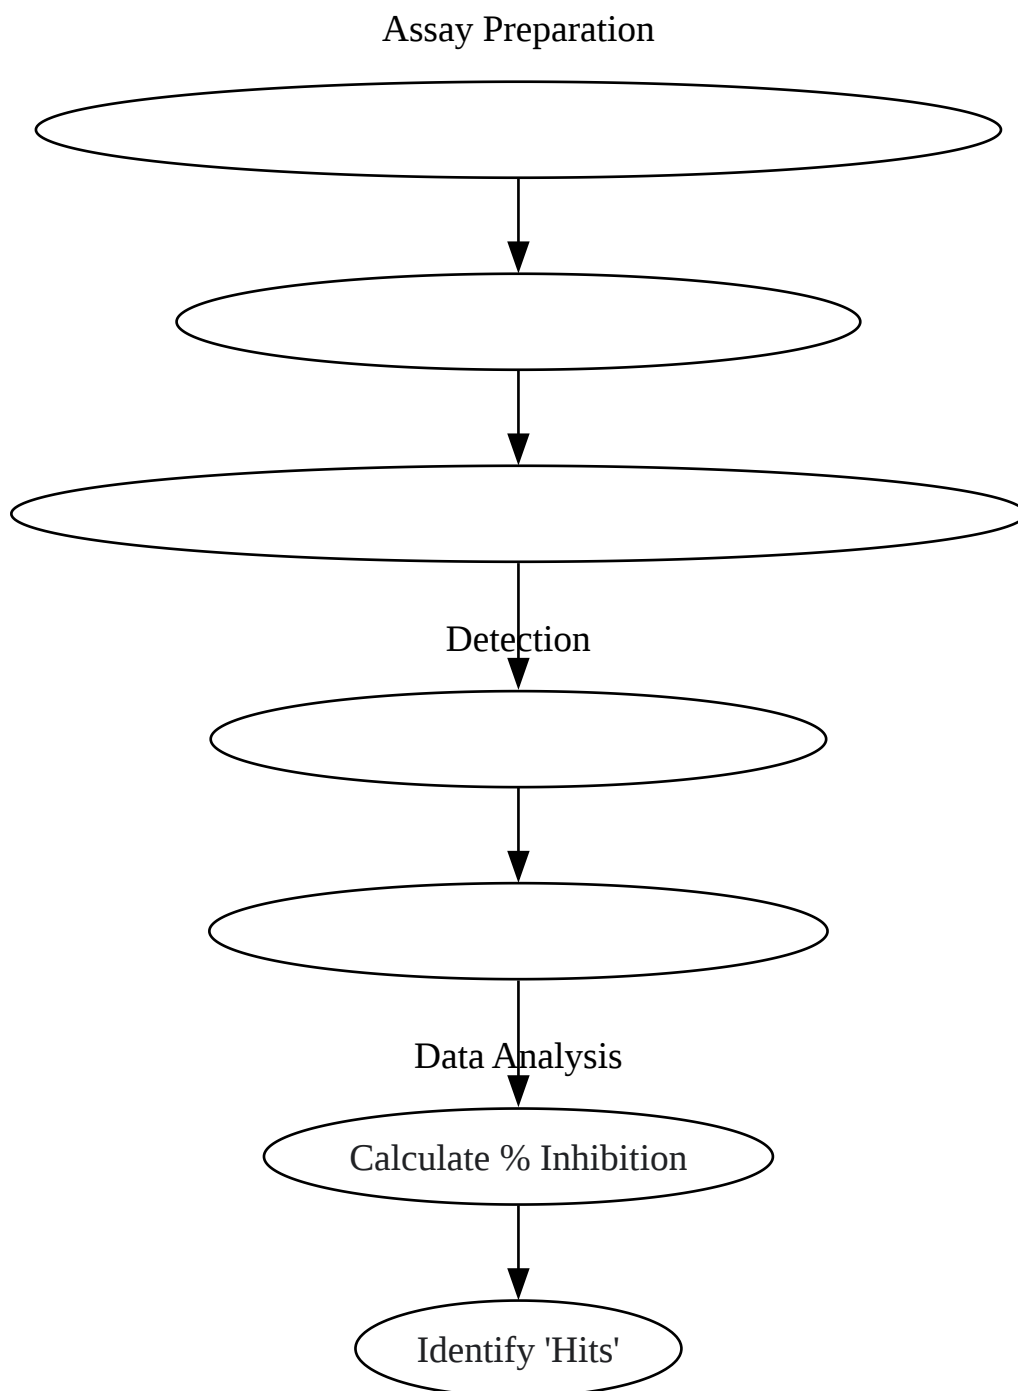 Assay Preparation
Detection
Data Analysis
Calculate % Inhibition
Identify 'Hits'